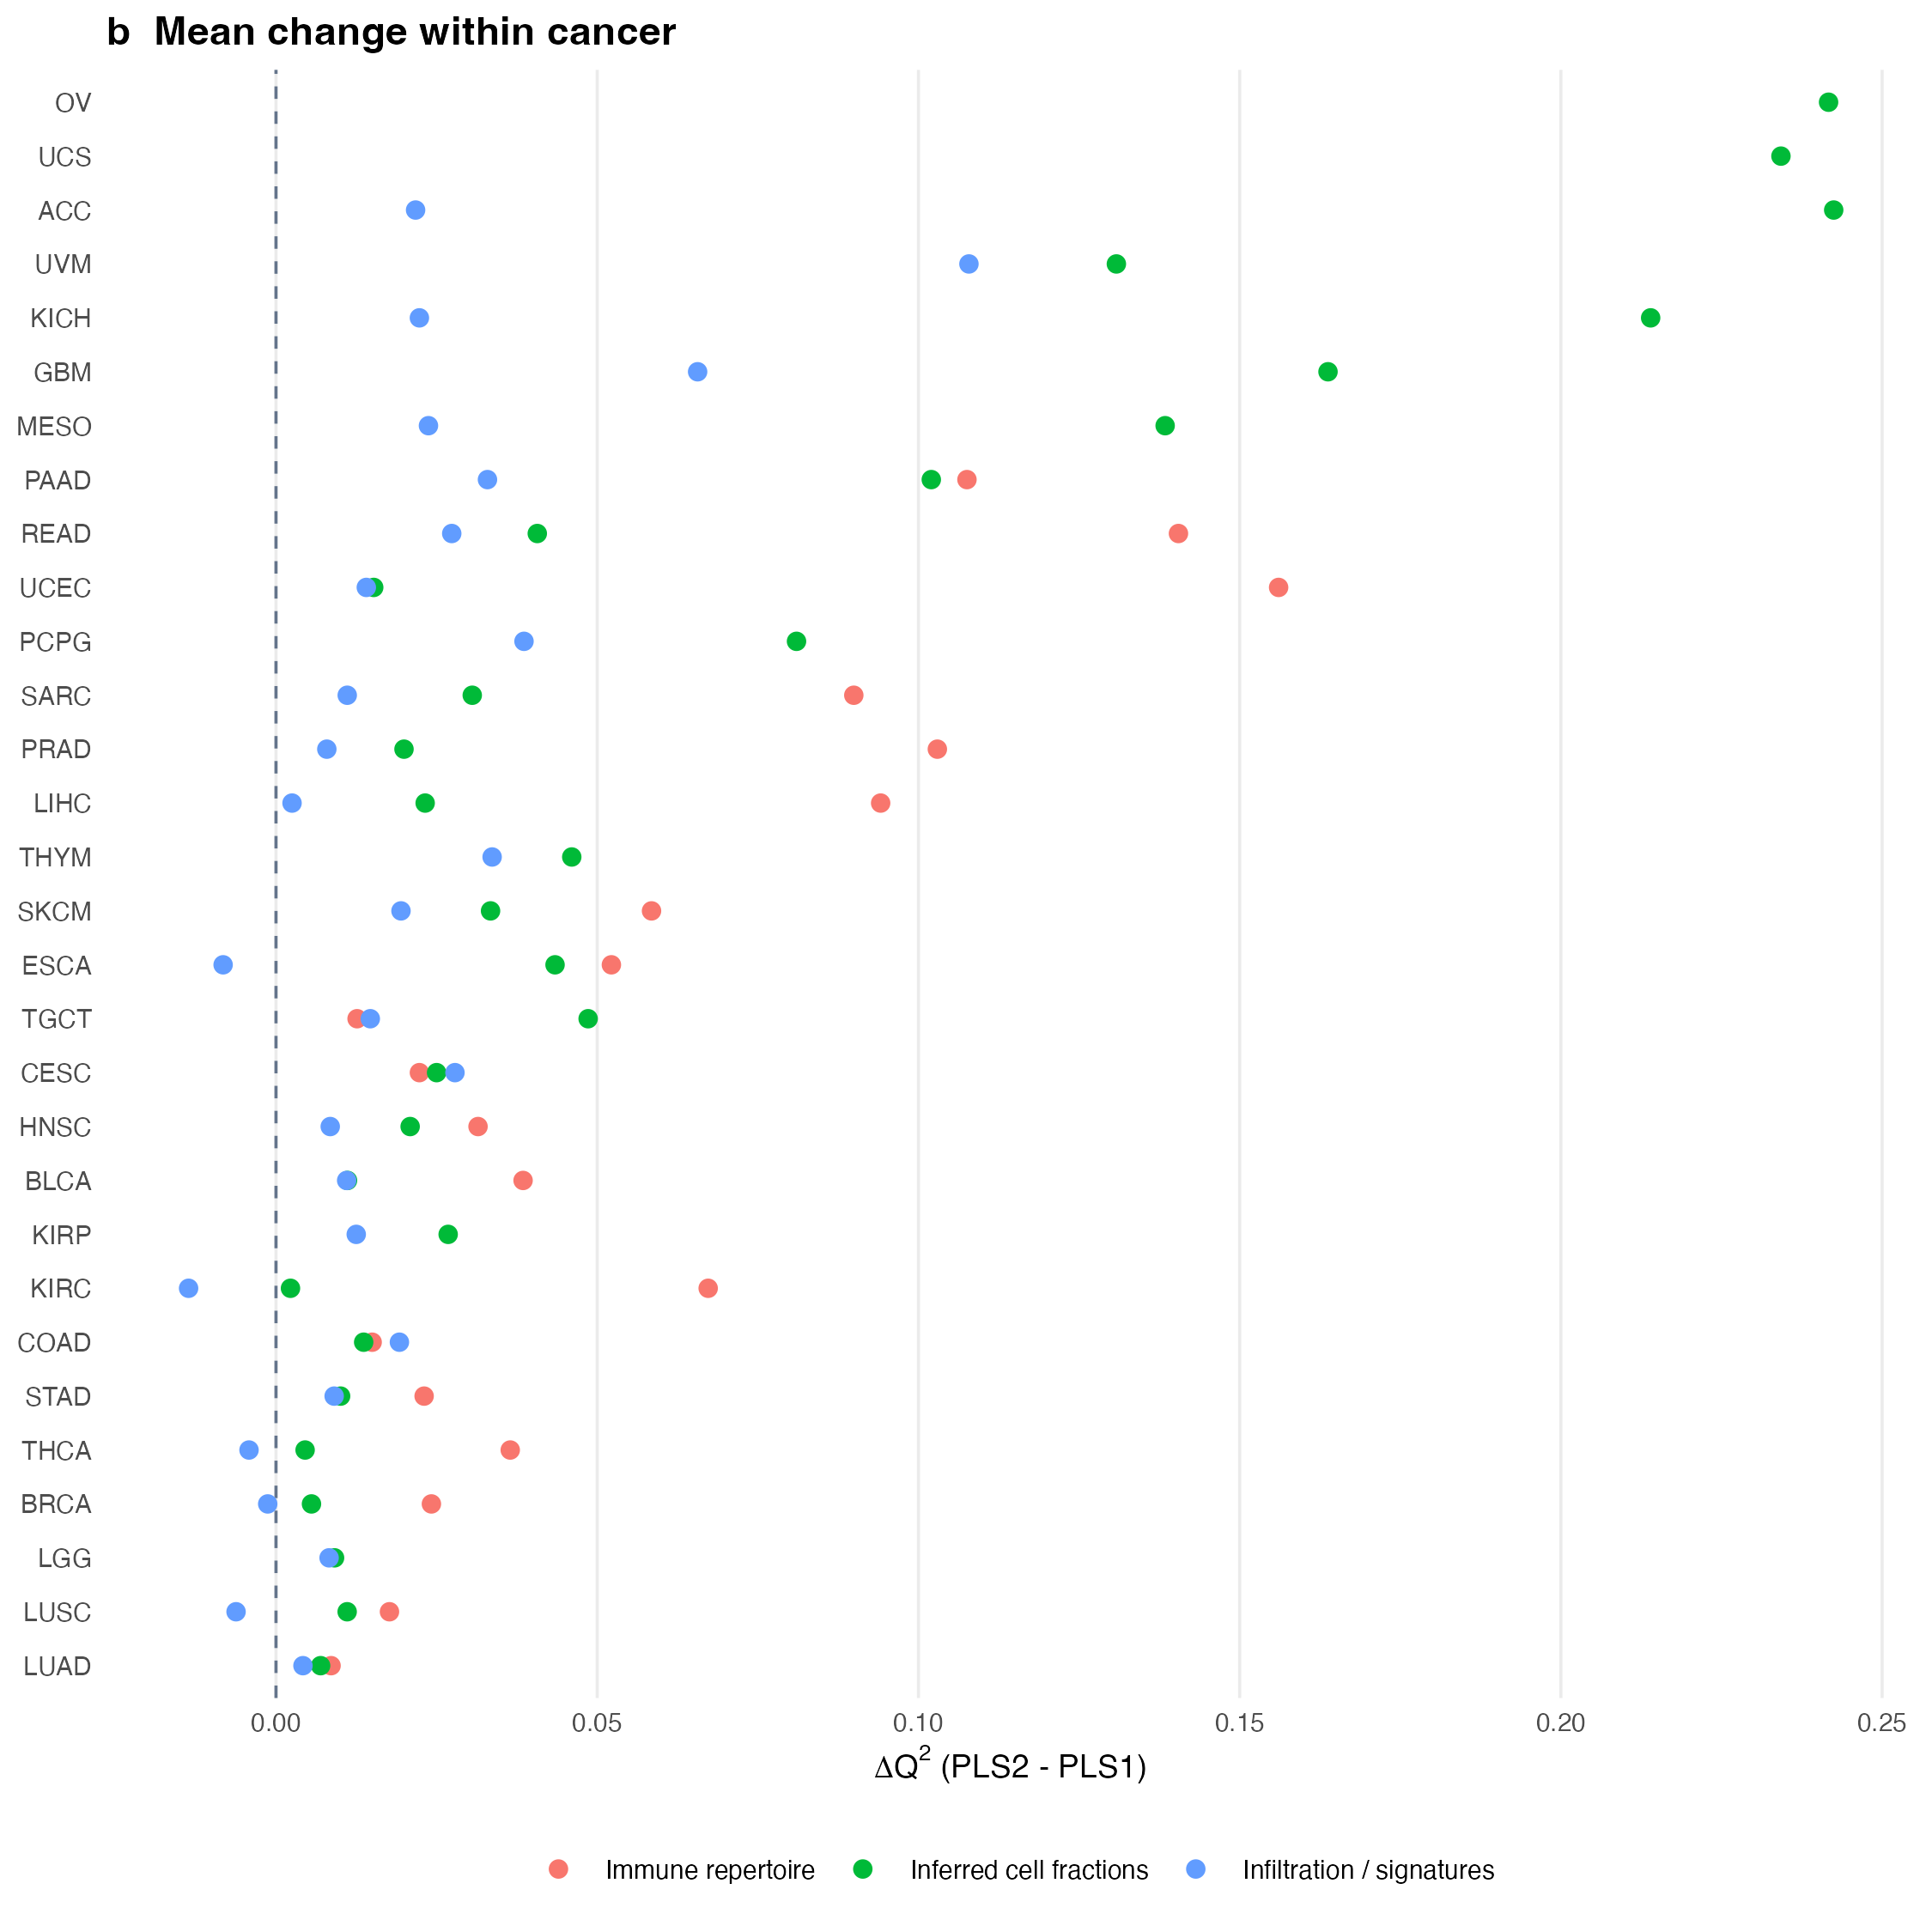 b Mean change within cancer
OV
UCS
ACC
UVM
KICH
GBM
MESO
PAAD
READ
UCEC
PCPG
SARC
PRAD
LIHC
THYM
SKCM
ESCA
TGCT
CESC
HNSC
BLCA
KIRP
KIRC
COAD
STAD
THCA
BRCA
LGG
LUSC
LUAD
0.00 0.05 0.10 0.15 0.20 0.25
ΔQ² (PLS2 - PLS1)
Immune repertoire Inferred cell fractions Infiltration / signatures